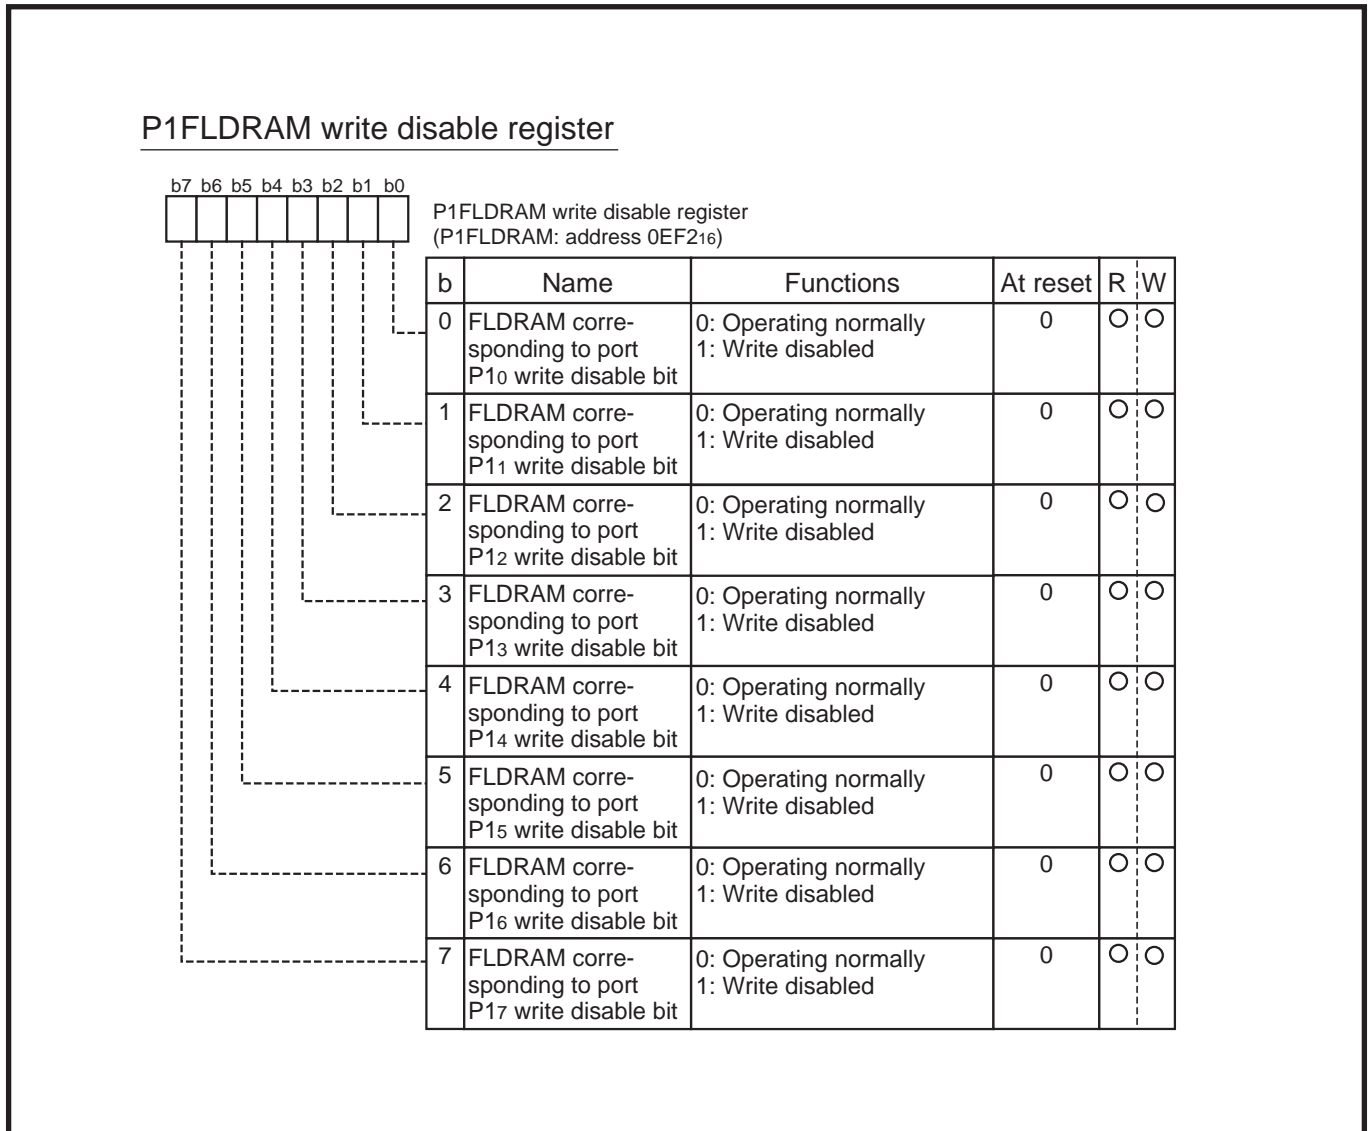 P1FLDRAM write disable register
b7 b6 b5 b4 b3 b2 b1 b0
P1FLDRAM write disable register
(P1FLDRAM: address 0EF216)
b Name Functions At reset R W
0 FLDRAM corre- 0: Operating normally 0 ○ ○
sponding to port 1: Write disabled
P10 write disable bit
1 FLDRAM corre- 0: Operating normally 0 ○ ○
sponding to port 1: Write disabled
P11 write disable bit
2 FLDRAM corre- 0: Operating normally 0 ○ ○
sponding to port 1: Write disabled
P12 write disable bit
3 FLDRAM corre- 0: Operating normally 0 ○ ○
sponding to port 1: Write disabled
P13 write disable bit
4 FLDRAM corre- 0: Operating normally 0 ○ ○
sponding to port 1: Write disabled
P14 write disable bit
5 FLDRAM corre- 0: Operating normally 0 ○ ○
sponding to port 1: Write disabled
P15 write disable bit
6 FLDRAM corre- 0: Operating normally 0 ○ ○
sponding to port 1: Write disabled
P16 write disable bit
7 FLDRAM corre- 0: Operating normally 0 ○ ○
sponding to port 1: Write disabled
P17 write disable bit